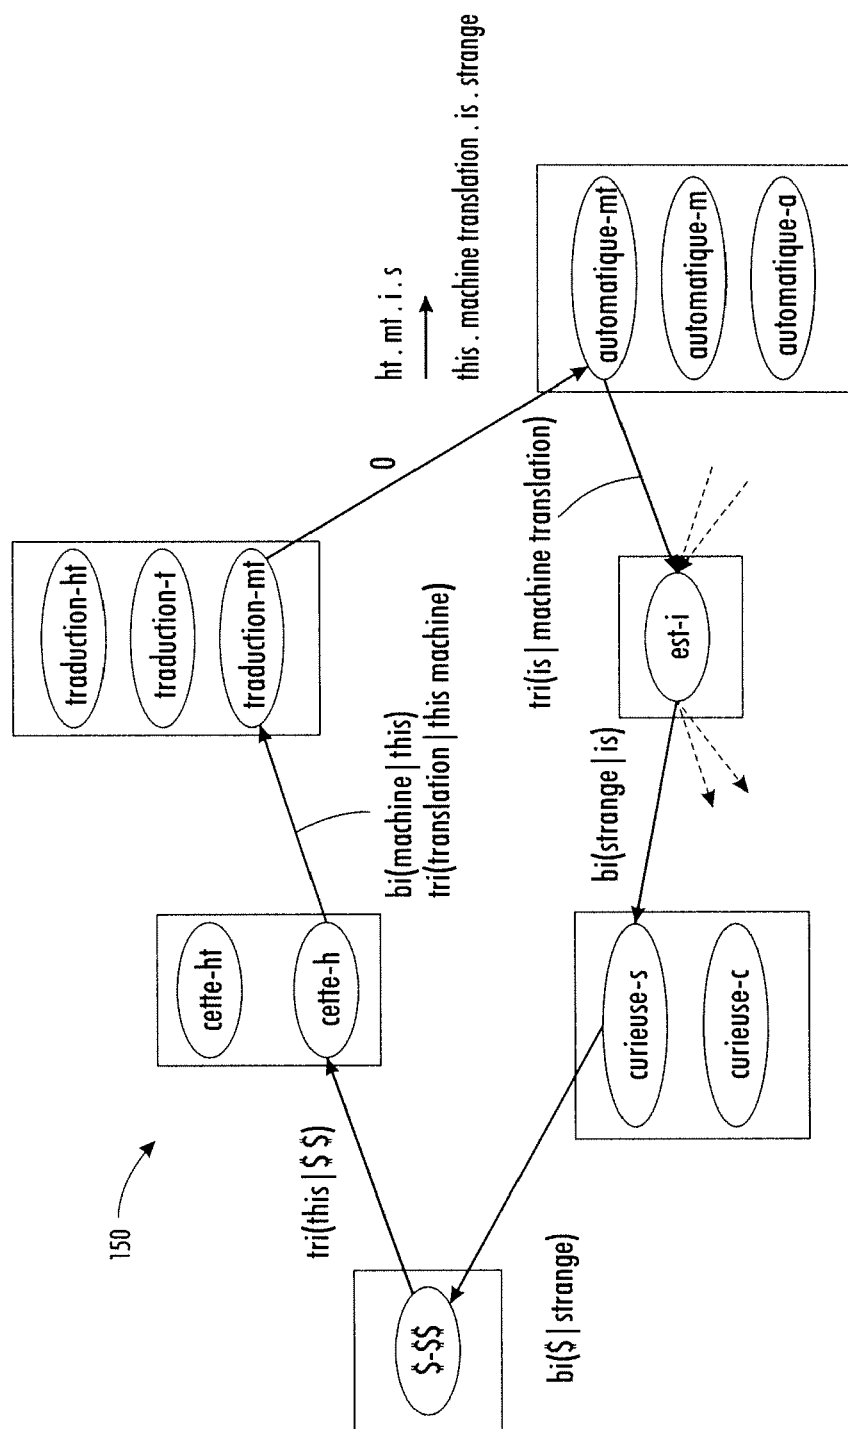 150
$-$$
tri(this | $ $)
cette-ht
cette-h
bi(machine | this)
tri(translation | this machine)
traduction-ht
traduction-t
traduction-mt
0
ht . mt . i . s
this . machine translation . is . strange
automatique-mt
automatique-m
automatique-a
tri(is | machine translation)
est-i
bi(strange | is)
curieuse-s
curieuse-c
bi($ | strange)